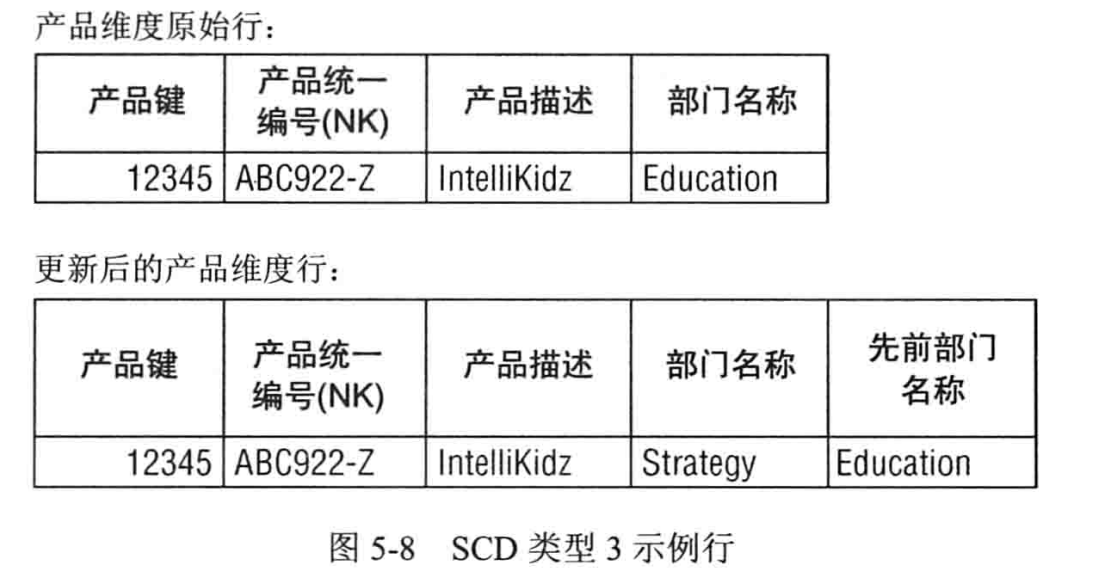 产品维度原始行：
产品键 产品统一编号(NK) 产品描述 部门名称
12345 ABC922-Z IntelliKidz Education
更新后的产品维度行：
产品键 产品统一编号(NK) 产品描述 部门名称 先前部门名称
12345 ABC922-Z IntelliKidz Strategy Education
图 5-8 SCD 类型 3 示例行